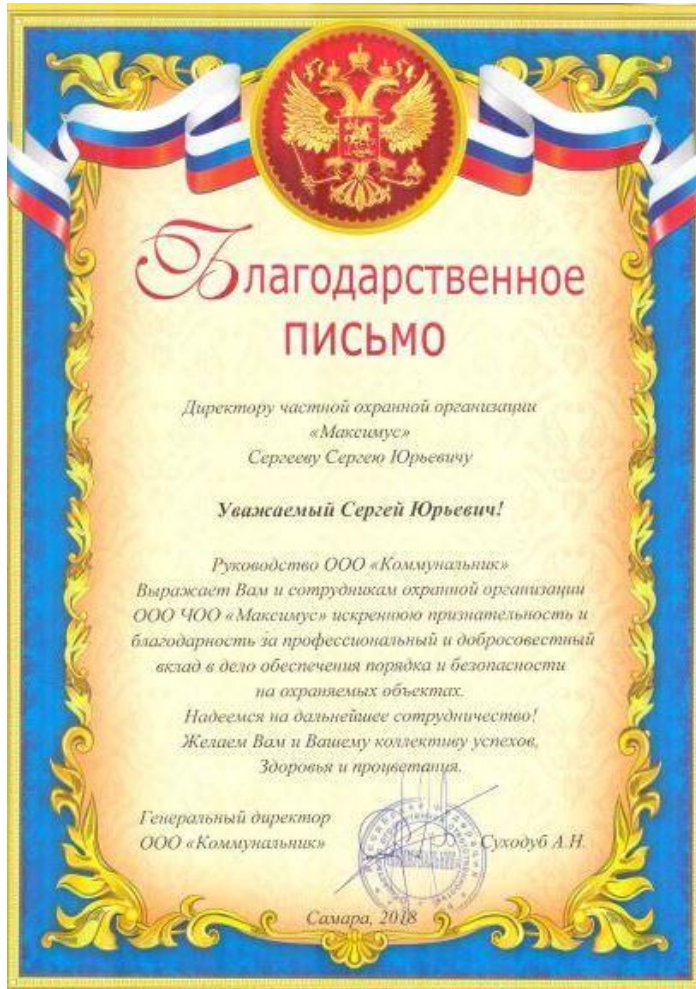 Благодарственное
письмо
Директору частной охранной организации
«Максимус»
Сергееву Сергею Юрьевичу
Уважаемый Сергей Юрьевич!
Руководство ООО «Коммунальник»
Выражает Вам и сотрудникам охранной организации
ООО ЧОО «Максимус» искреннюю признательность и
благодарность за профессиональный и добросовестный
вклад в дело обеспечения порядка и безопасности
на охраняемых объектах.
Надеемся на дальнейшее сотрудничество!
Желаем Вам и Вашему коллективу успехов,
Здоровья и процветания.
Генеральный директор
ООО «Коммунальник»
Суходуб А.Н.
Самара, 2018